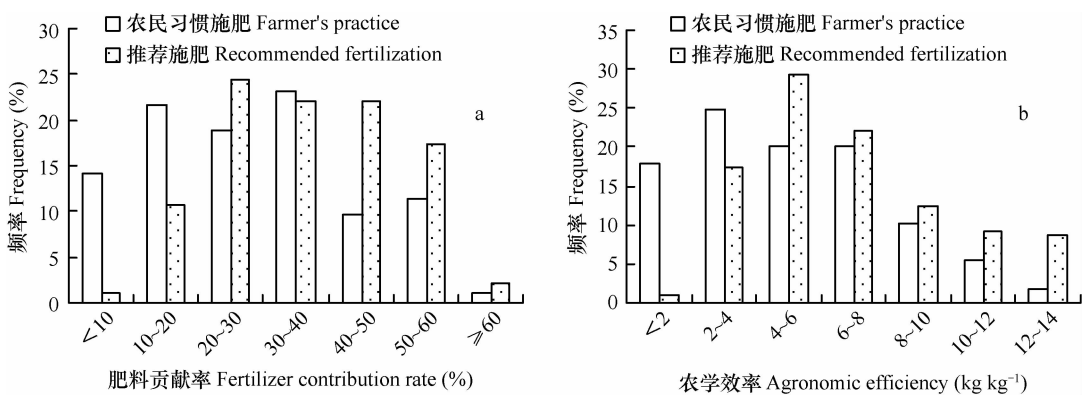 农民习惯施肥 Farmer's practice
推荐施肥 Recommended fertilization
a
频率 Frequency (%)
30
25
20
15
10
5
0
<10
10~20
20~30
30~40
40~50
50~60
⩾60
肥料贡献率 Fertilizer contribution rate (%)
农民习惯施肥 Farmer's practice
推荐施肥 Recommended fertilization
b
频率 Frequency (%)
35
30
25
20
15
10
5
0
<2
2~4
4~6
6~8
8~10
10~12
12~14
农学效率 Agronomic efficiency (kg kg⁻¹)